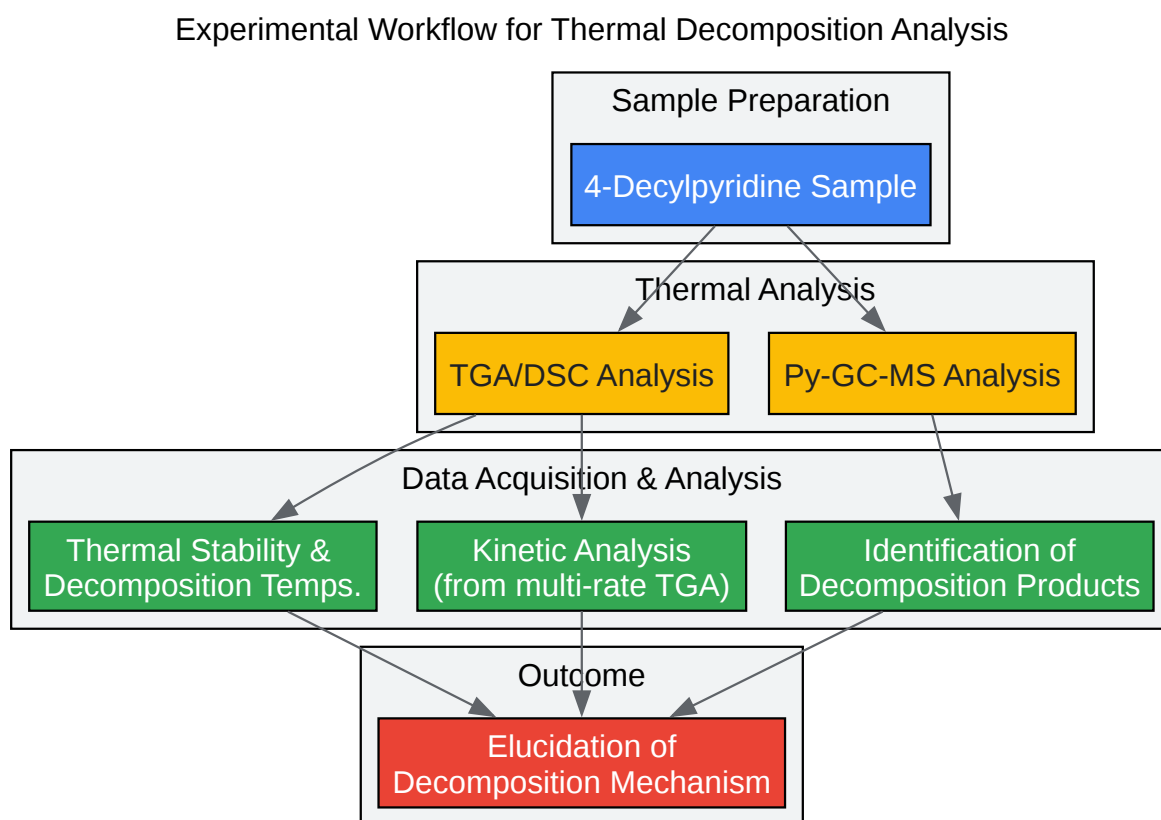 Experimental Workflow for Thermal Decomposition Analysis
Sample Preparation
4-Decylpyridine Sample
Thermal Analysis
TGA/DSC Analysis
Py-GC-MS Analysis
Data Acquisition & Analysis
Thermal Stability &
Decomposition Temps.
Kinetic Analysis
(from multi-rate TGA)
Identification of
Decomposition Products
Outcome
Elucidation of
Decomposition Mechanism